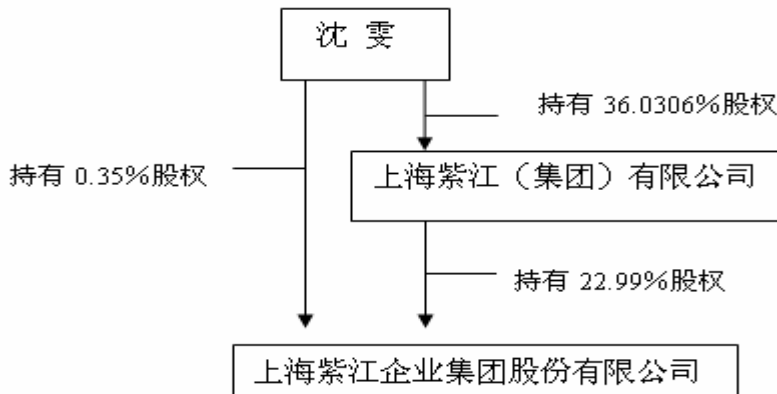 沈 雯
持有 36.0306%股权
持有 0.35%股权
上海紫江（集团）有限公司
持有 22.99%股权
上海紫江企业集团股份有限公司